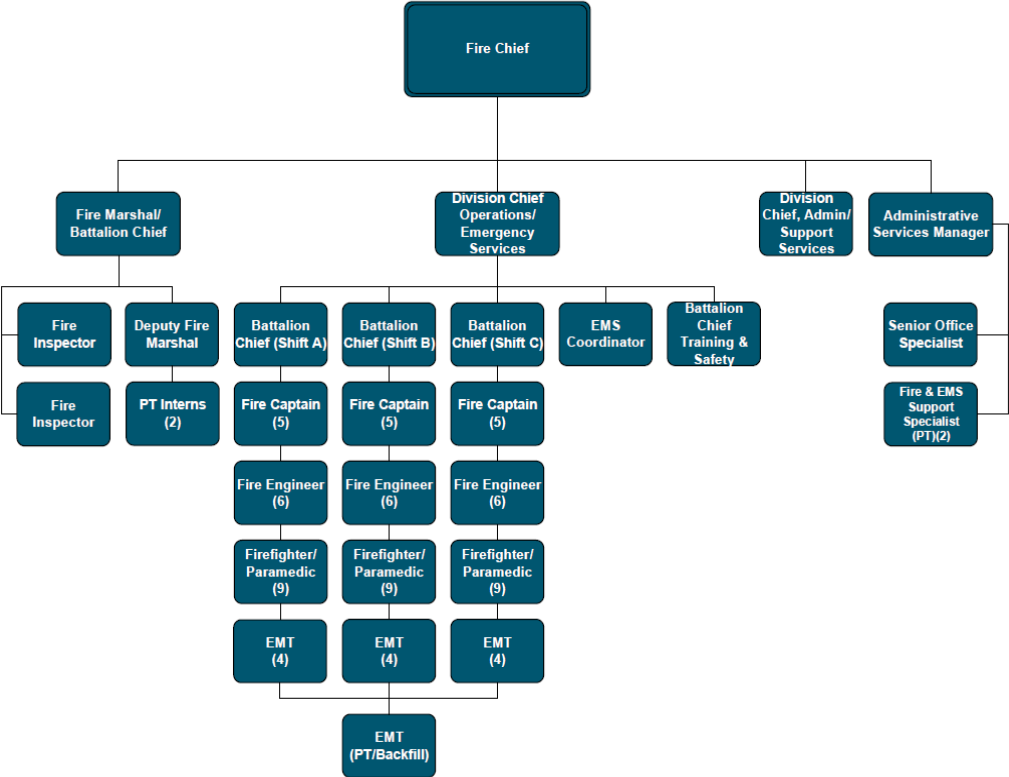 Fire Chief
Fire Marshal/
Battalion Chief
Division Chief
Operations/
Emergency
Services
Division
Chief, Admin/
Support
Services
Administrative
Services Manager
Fire
Inspector
Deputy Fire
Marshal
Battalion
Chief (Shift A)
Battalion
Chief (Shift B)
Battalion
Chief (Shift C)
EMS
Coordinator
Battalion
Chief
Training &
Safety
Senior Office
Specialist
Fire
Inspector
PT Interns
(2)
Fire Captain
(5)
Fire Captain
(5)
Fire Captain
(5)
Fire & EMS
Support
Specialist
(PT)(2)
Fire Engineer
(6)
Fire Engineer
(6)
Fire Engineer
(6)
Firefighter/
Paramedic
(9)
Firefighter/
Paramedic
(9)
Firefighter/
Paramedic
(9)
EMT
(4)
EMT
(4)
EMT
(4)
EMT
(PT/Backfill)